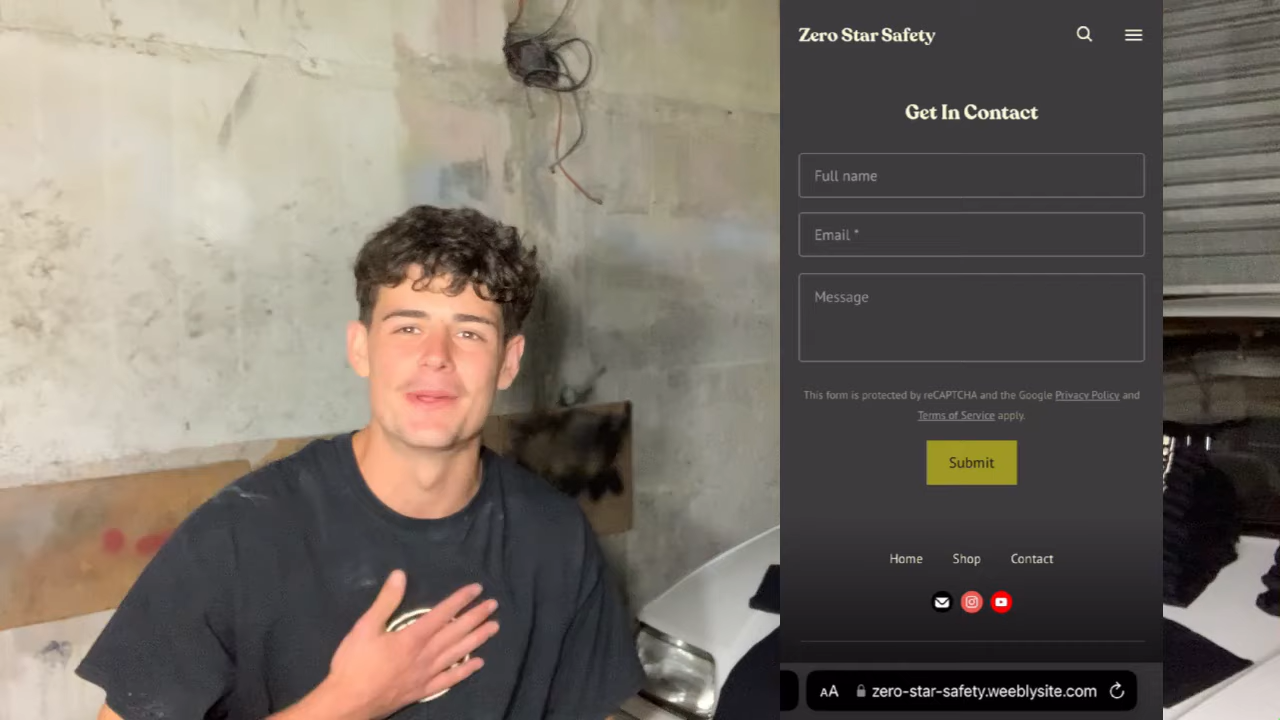 Zero Star Safety
Get In Contact
Full name
Email *
Message
This form is protected by reCAPTCHA and the Google Privacy Policy and
Terms of Service apply.
Submit
Home Shop Contact
AA zero-star-safety.weeblysite.com